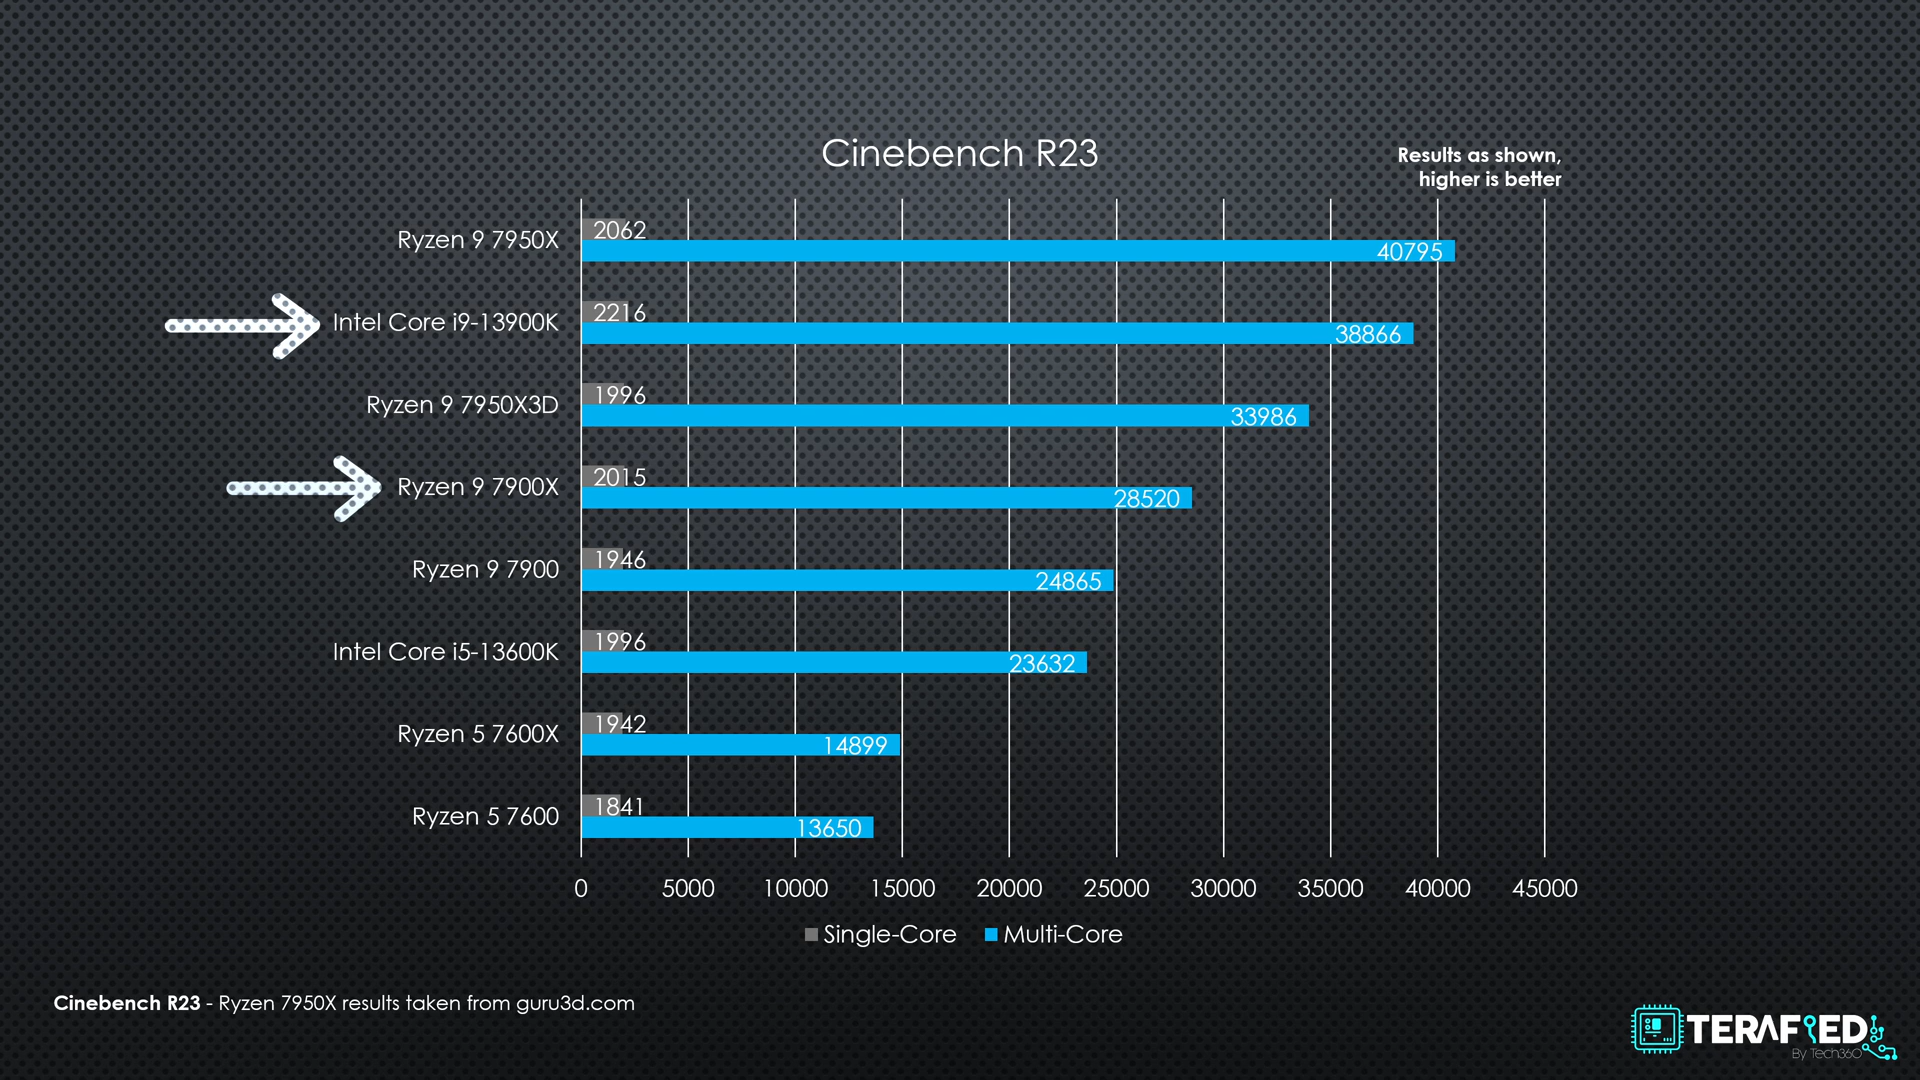 Cinebench R23
Results as shown,
higher is better
Ryzen 9 7950X
2062
40795
Intel Core i9-13900K
2216
38866
Ryzen 9 7950X3D
1996
33986
Ryzen 9 7900X
2015
28520
Ryzen 9 7900
1946
24865
Intel Core i5-13600K
1996
23632
Ryzen 5 7600X
1942
14899
Ryzen 5 7600
1841
13650
0 5000 10000 15000 20000 25000 30000 35000 40000 45000
Single-Core Multi-Core
Cinebench R23 - Ryzen 7950X results taken from guru3d.com
TERAFIED
By Tech360